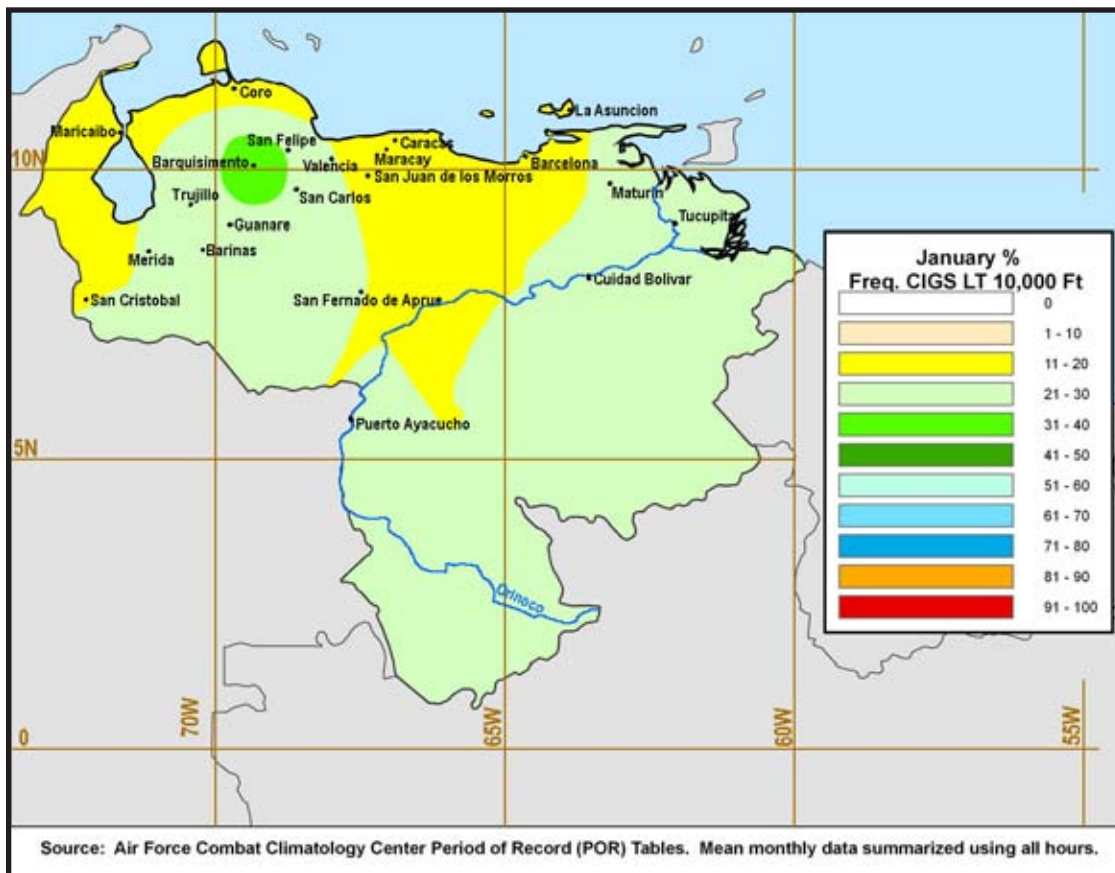 Coro
La Asuncion
Maricaibo
San Felipe
Caracas
10N
Barquisimento
Valencia
Maracay
Barcelona
San Juan de los Morros
Trujillo
San Carlos
Maturin
Guanare
Tucupita
Merida
Barinas
Cuidad Bolivar
San Cristobal
San Fernado de Aprue
Puerto Ayacucho
5N
Orinoco
January %
Freq. CIGS LT 10,000 Ft
0
1 - 10
11 - 20
21 - 30
31 - 40
41 - 50
51 - 60
61 - 70
71 - 80
81 - 90
91 - 100
70W
65W
60W
55W
0
Source: Air Force Combat Climatology Center Period of Record (POR) Tables. Mean monthly data summarized using all hours.